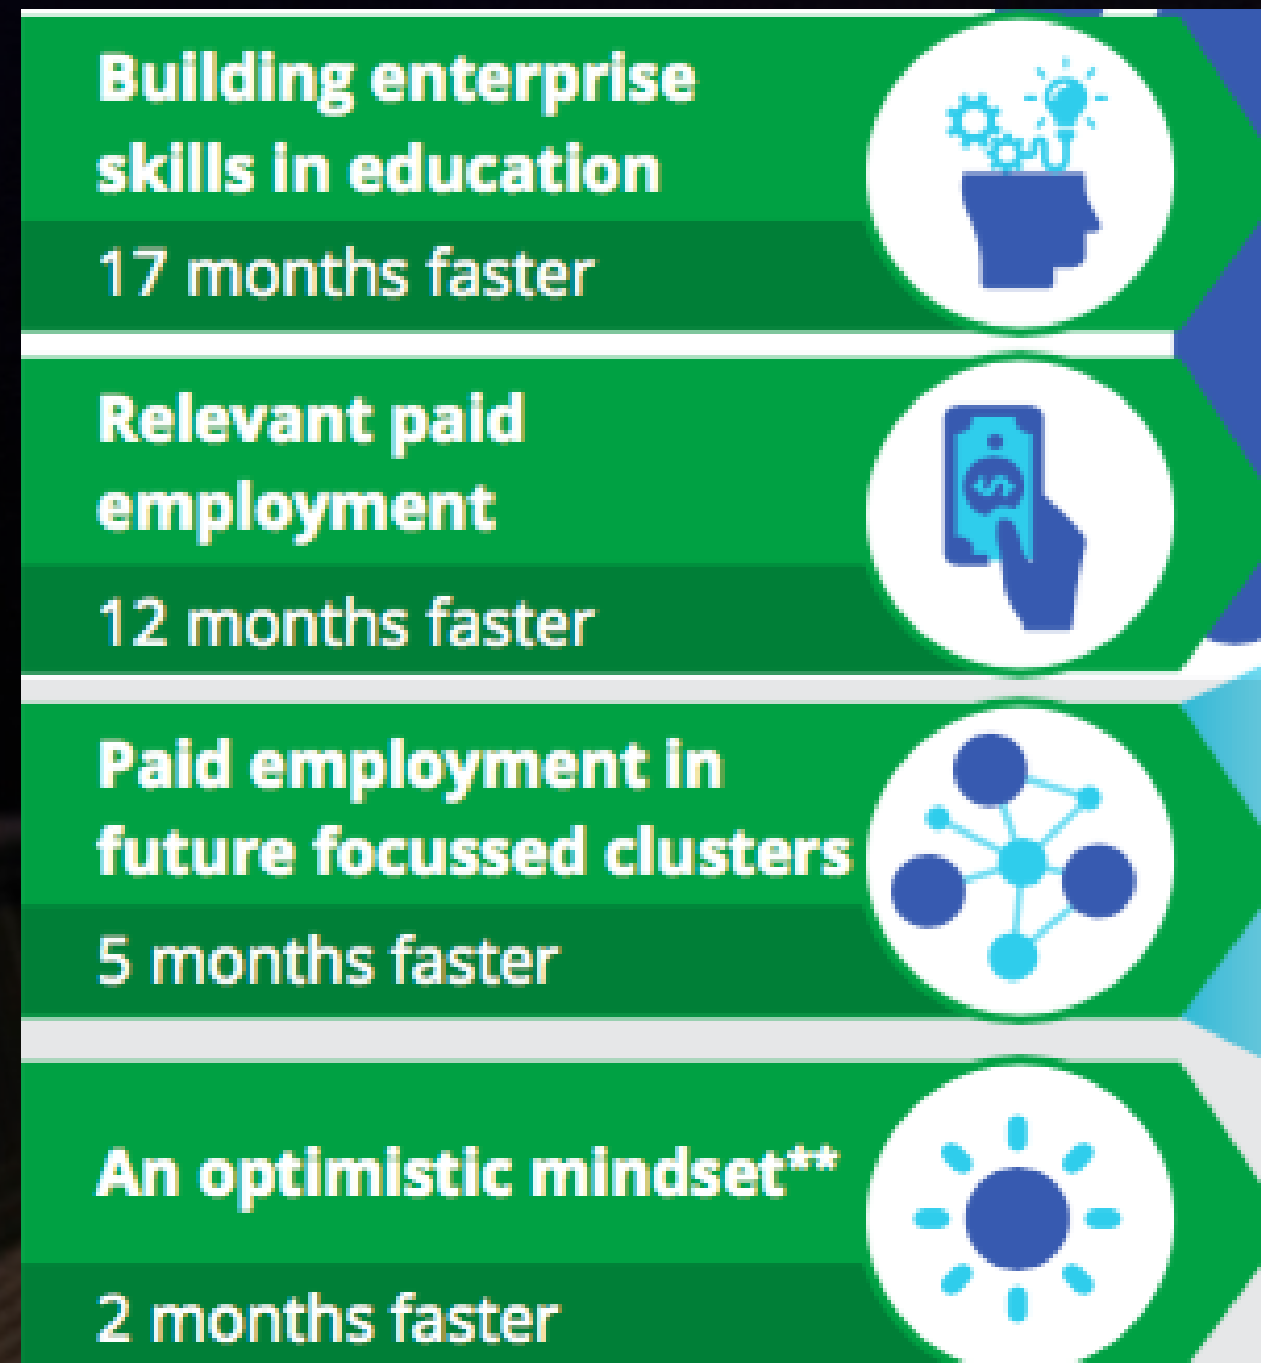 Building enterprise
skills in education
17 months faster
Relevant paid
employment
12 months faster
Paid employment in
future focussed clusters
5 months faster
An optimistic mindset**
2 months faster